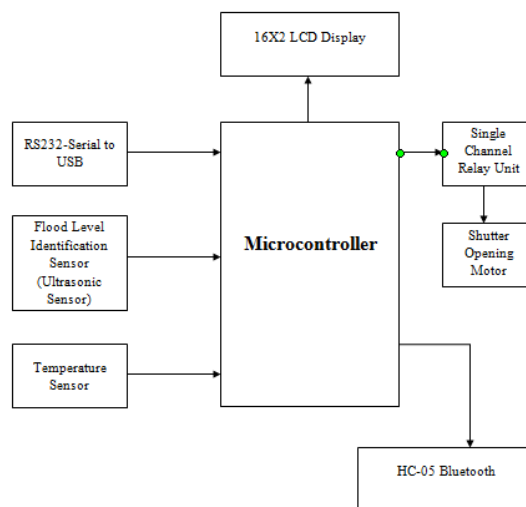 16X2 LCD Display
RS232-Serial to
USB
Single
Channel
Relay Unit
Flood Level
Identification
Sensor
(Ultrasonic
Sensor)
Microcontroller
Shutter
Opening
Motor
Temperature
Sensor
HC-05 Bluetooth